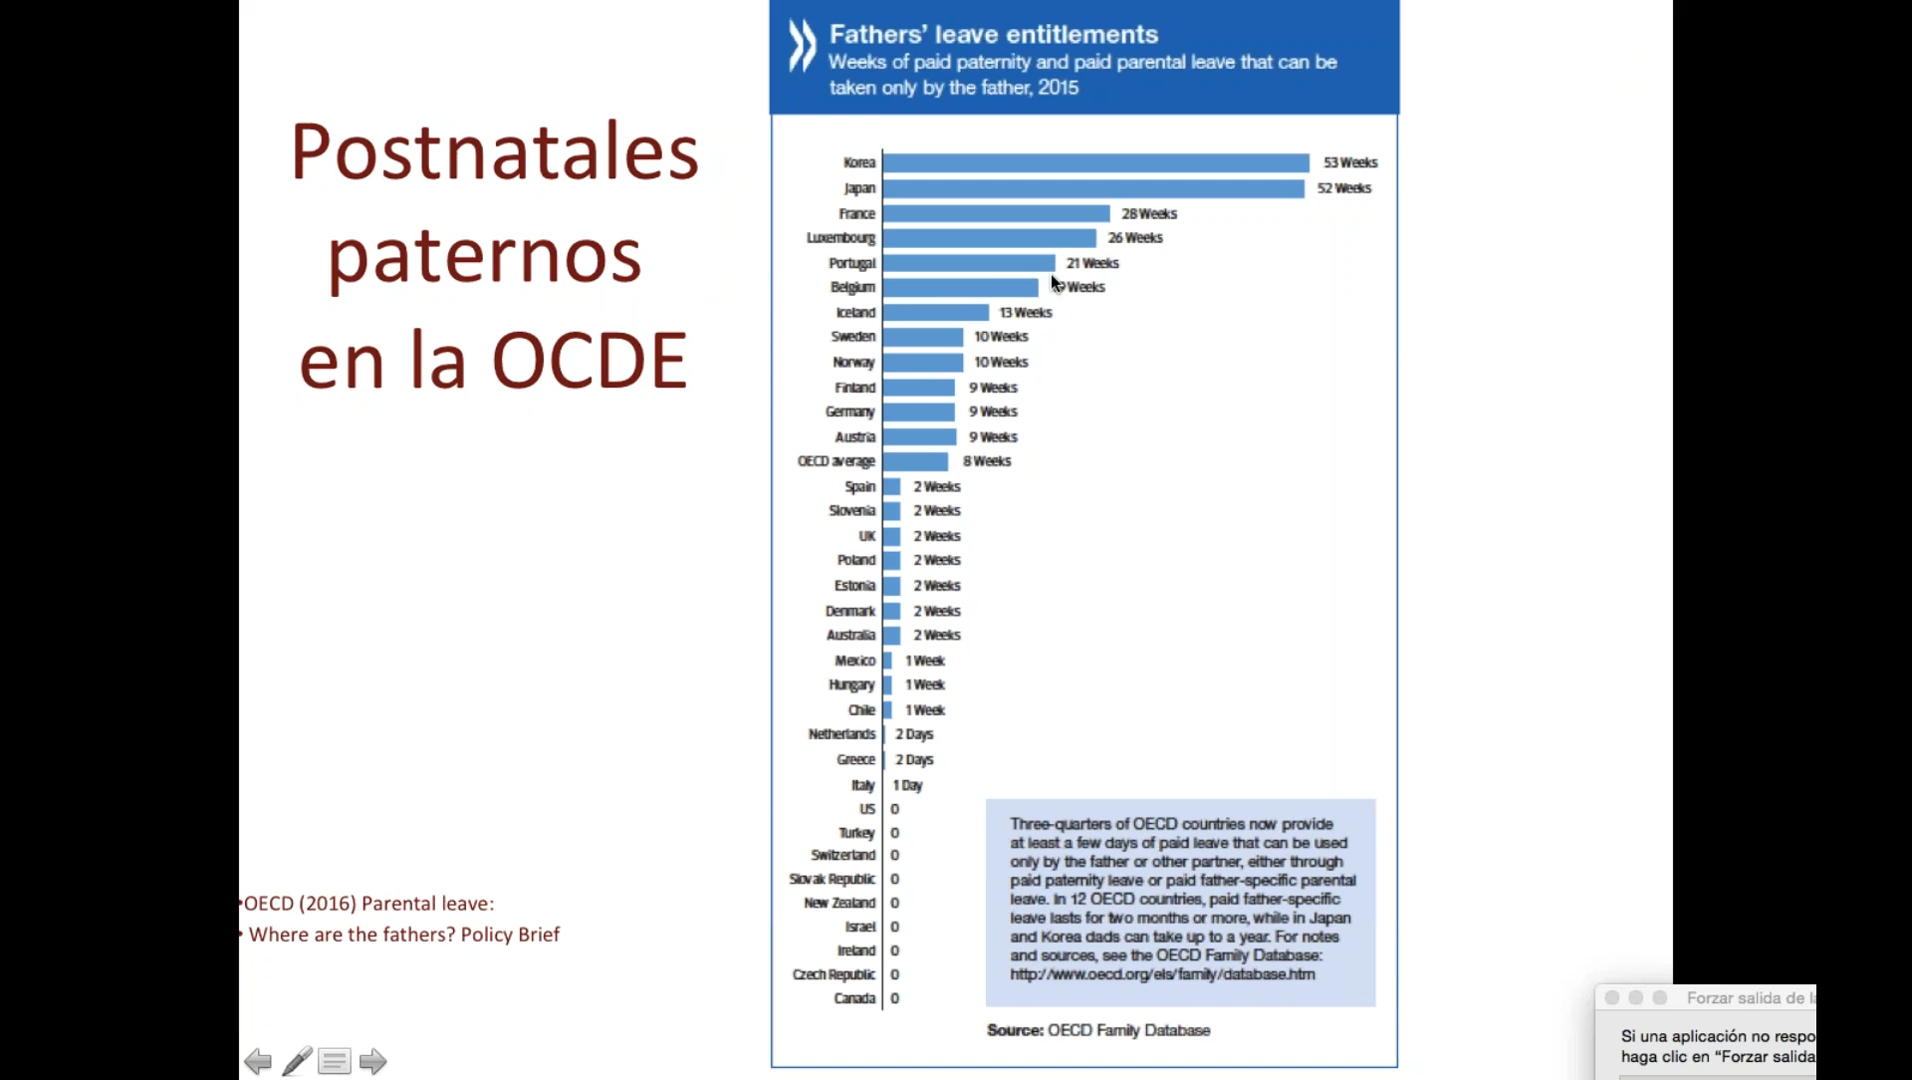 Postnatales
paternos
en la OCDE
•OECD (2016) Parental leave:
• Where are the fathers? Policy Brief
Fathers’ leave entitlements
Weeks of paid paternity and paid parental leave that can be
taken only by the father, 2015
Korea 53 Weeks
Japan 52 Weeks
France 28 Weeks
Luxembourg 26 Weeks
Portugal 21 Weeks
Belgium Weeks
Iceland 13 Weeks
Sweden 10 Weeks
Norway 10 Weeks
Finland 9 Weeks
Germany 9 Weeks
Austria 9 Weeks
OECD average 8 Weeks
Spain 2 Weeks
Slovenia 2 Weeks
UK 2 Weeks
Poland 2 Weeks
Estonia 2 Weeks
Denmark 2 Weeks
Australia 2 Weeks
Mexico 1 Week
Hungary 1 Week
Chile 1 Week
Netherlands 2 Days
Greece 2 Days
Italy 1 Day
US 0
Turkey 0
Switzerland 0
Slovak Republic 0
New Zealand 0
Israel 0
Ireland 0
Czech Republic 0
Canada 0
Three-quarters of OECD countries now provide
at least a few days of paid leave that can be used
only by the father or other partner, either through
paid paternity leave or paid father-specific parental
leave. In 12 OECD countries, paid father-specific
leave lasts for two months or more, while in Japan
and Korea dads can take up to a year. For notes
and sources, see the OECD Family Database:
http://www.oecd.org/els/family/database.htm
Source: OECD Family Database
Forzar salida de
Si una aplicación no
haga clic en “Forzar salida